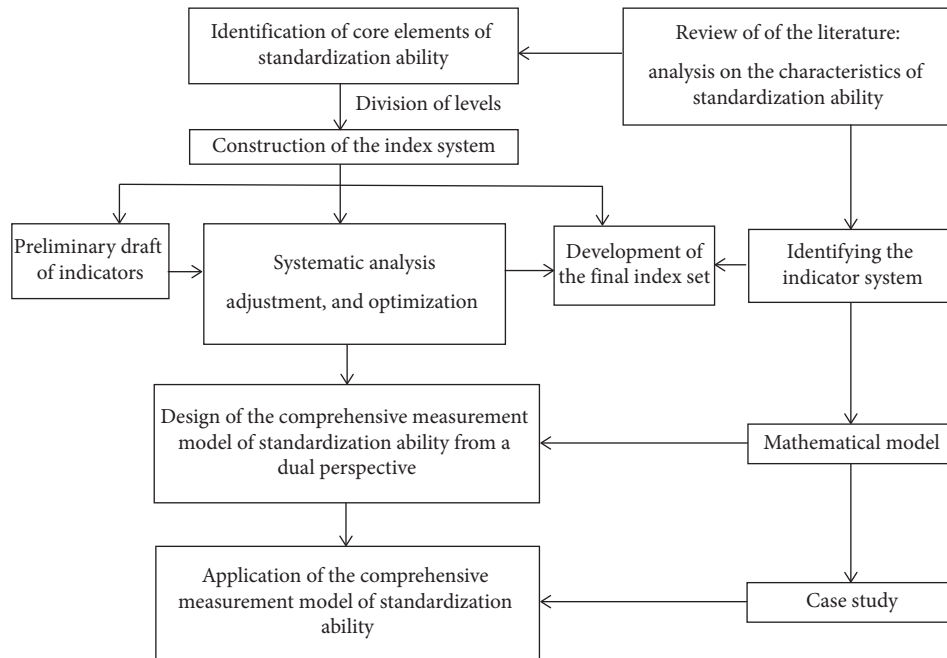 Identification of core elements of
standardization ability
Review of of the literature:
analysis on the characteristics of
standardization ability
Division of levels
Construction of the index system
Preliminary draft
of indicators
Systematic analysis
adjustment, and optimization
Development of
the final index set
Identifying the
indicator system
Design of the comprehensive measurement
model of standardization ability from a
dual perspective
Mathematical model
Application of the comprehensive
measurement model of standardization
ability
Case study